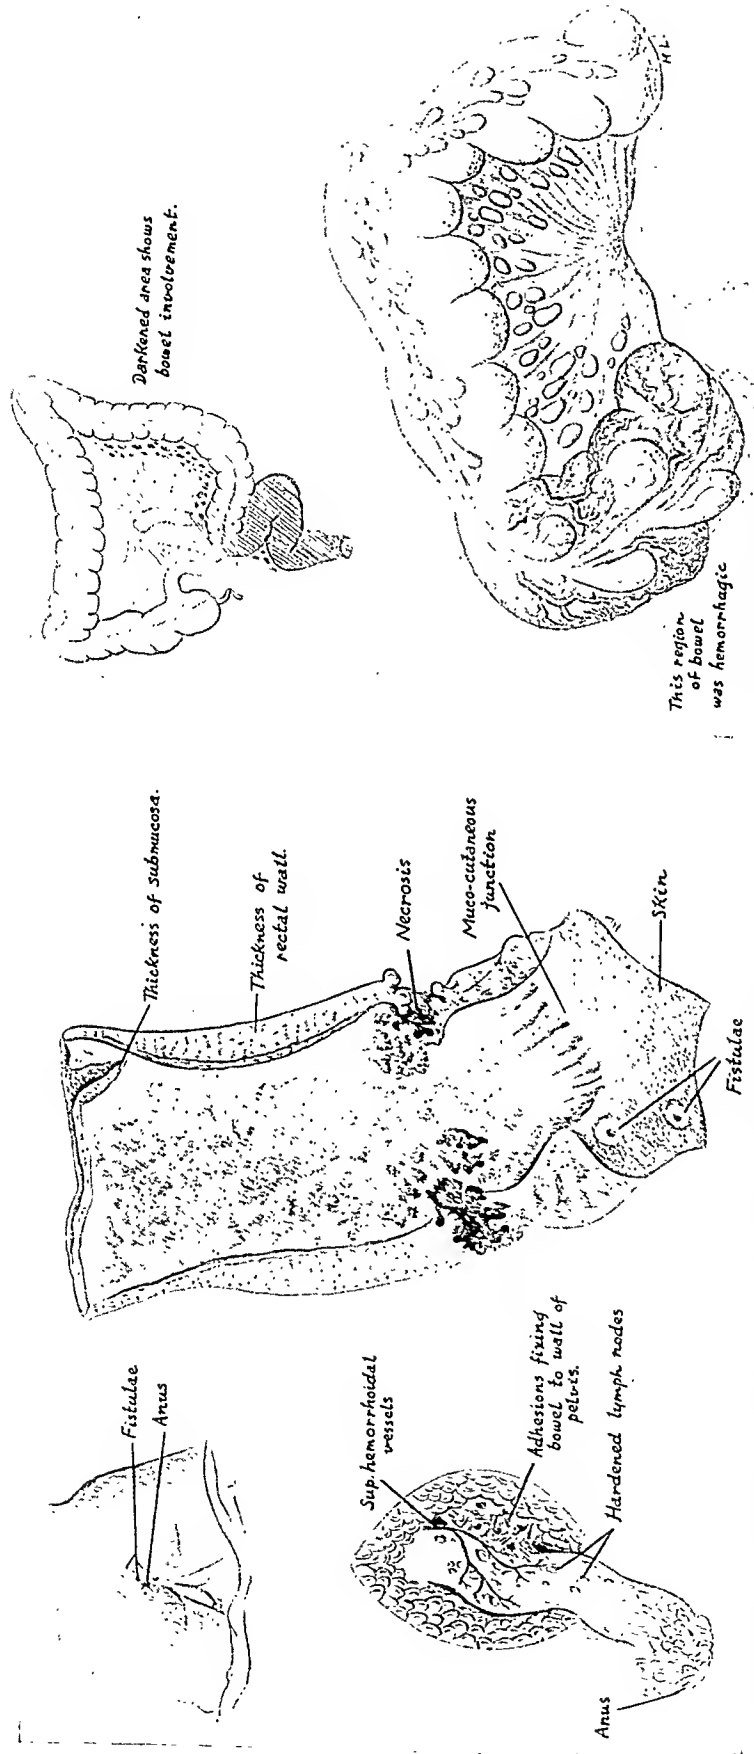 Fistulae
Anus
Sup. hemorrhoidal
vessels
Adhesions fixing
bowel to wall of
pelvis.
Hardened lymph nodes
Anus
Thickness of submucosa.
Thickness of
rectal wall.
Necrosis
Muco-cutaneous
junction
Skin
Fistulae
Darkened area shows
bowel involvement.
This region
of bowel
was hemorrhagic
H.L.